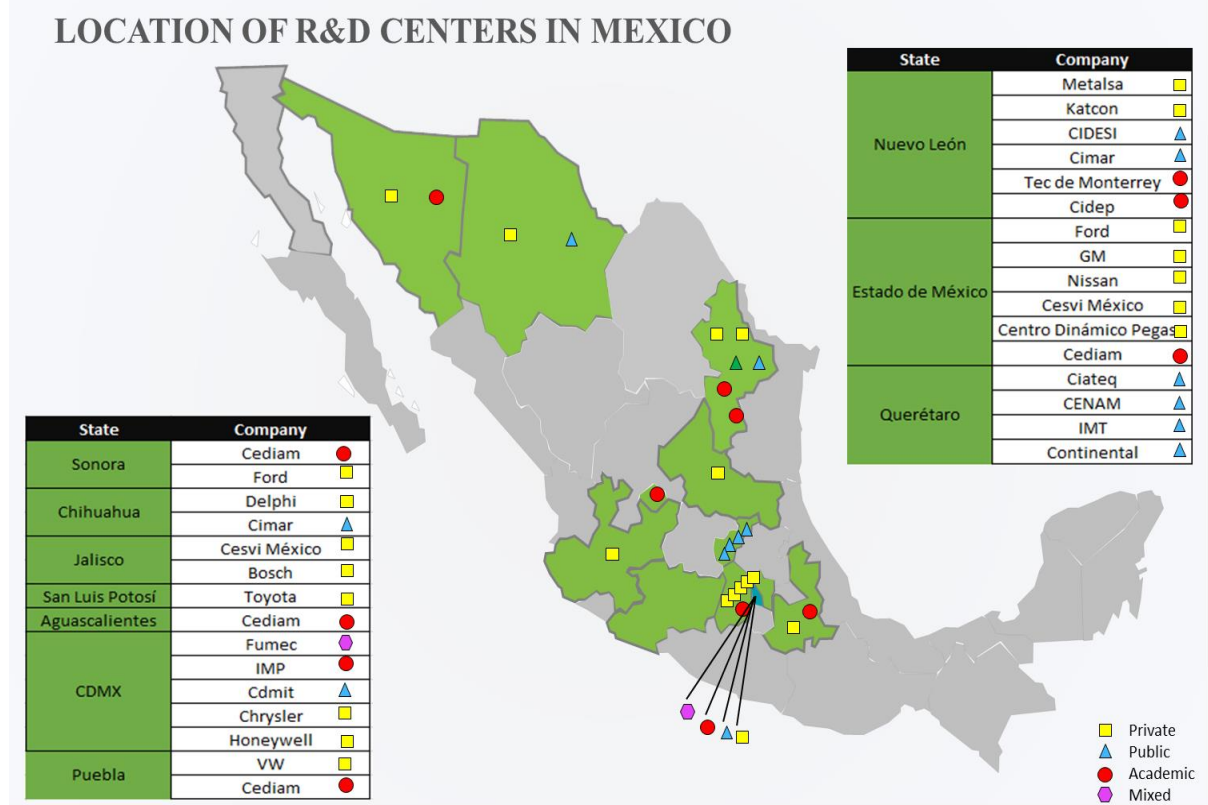 LOCATION OF R&D CENTERS IN MEXICO
State Company
Nuevo León
Metalsa
Katcon
CIDESI
Cimar
Tec de Monterrey
Cidep
Estado de México
Ford
GM
Nissan
Cesvi México
Centro Dinámico Pegas
Cediam
Querétaro
Ciateq
CENAM
IMT
Continental
State Company
Sonora
Cediam
Ford
Chihuahua
Delphi
Cimar
Jalisco
Cesvi México
Bosch
San Luis Potosí Toyota
Aguascalientes Cediam
CDMX
Fumec
IMP
Cdmit
Chrysler
Honeywell
Puebla
VW
Cediam
Private
Public
Academic
Mixed